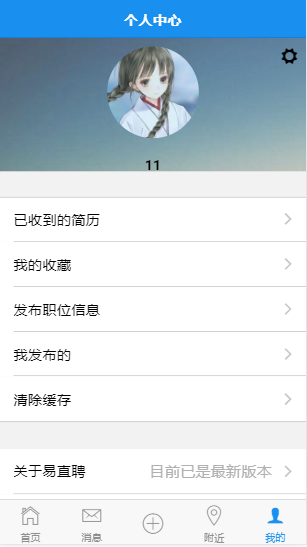 个人中心
11
已收到的简历
我的收藏
发布职位信息
我发布的
清除缓存
关于易直聘 目前已是最新版本
首页 消息 附近 我的